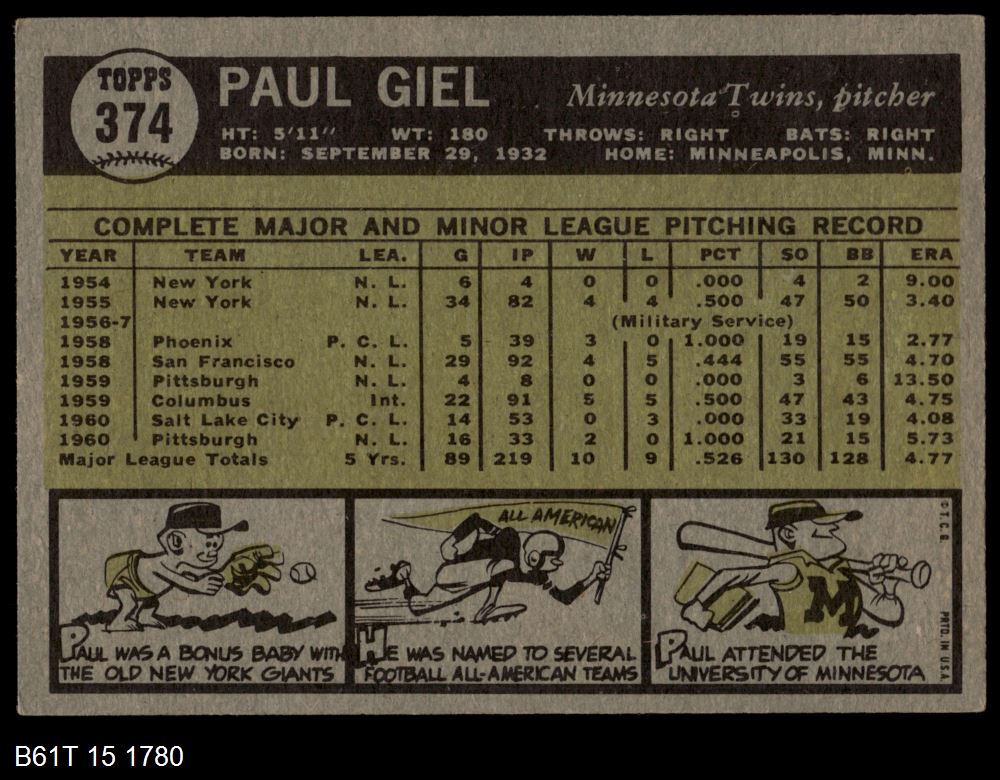 TOPPS
374
PAUL GIEL
Minnesota Twins, pitcher
HT: 5'11" WT: 180 THROWS: RIGHT BATS: RIGHT
BORN: SEPTEMBER 29, 1932 HOME: MINNEAPOLIS, MINN.
COMPLETE MAJOR AND MINOR LEAGUE PITCHING RECORD
YEAR TEAM LEA. G IP W L PCT SO BB ERA
1954 New York N. L. 6 4 0 0 .000 4 2 9.00
1955 New York N. L. 34 82 4 4 .500 47 50 3.40
1956-7 (Military Service)
1958 Phoenix P. C. L. 5 39 3 0 1.000 19 15 2.77
1958 San Francisco N. L. 29 92 4 5 .444 55 55 4.70
1959 Pittsburgh N. L. 4 8 0 0 .000 3 6 13.50
1959 Columbus Int. 22 91 5 5 .500 47 43 4.75
1960 Salt Lake City P. C. L. 14 53 0 3 .000 33 19 4.08
1960 Pittsburgh N. L. 16 33 2 0 1.000 21 15 5.73
Major League Totals 5 Yrs. 89 219 10 9 .526 130 128 4.77
PAUL WAS A BONUS BABY WITH
THE OLD NEW YORK GIANTS
ALL AMERICAN
HE WAS NAMED TO SEVERAL
FOOTBALL ALL-AMERICAN TEAMS
M
PAUL ATTENDED THE
UNIVERSITY OF MINNESOTA
© T.C.G. PRTD. IN U.S.A.
B61T 15 1780